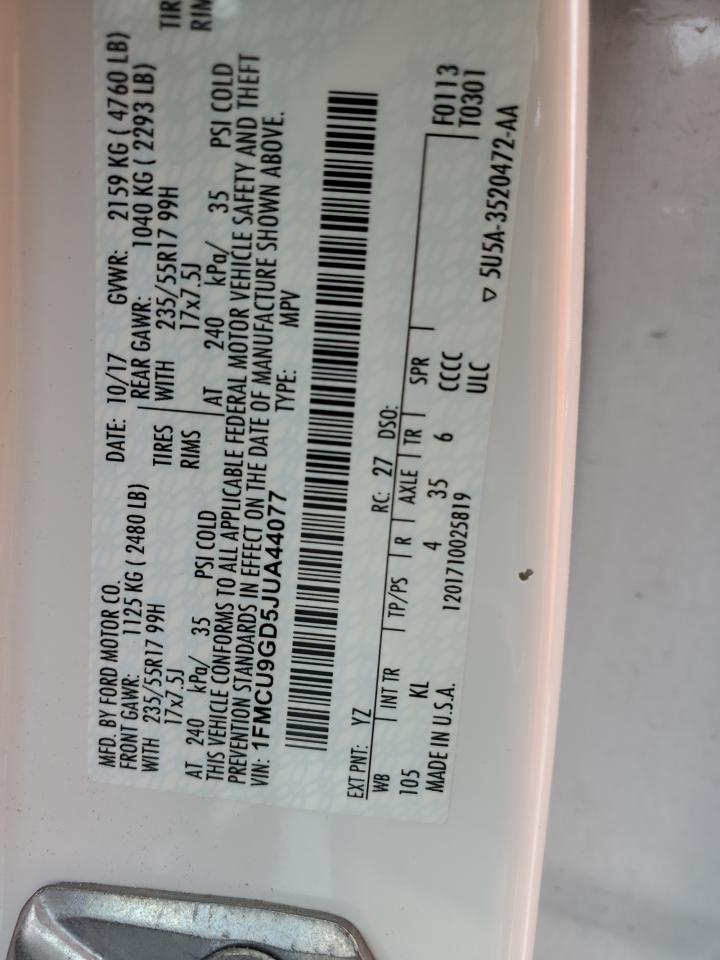 MFD. BY FORD MOTOR CO. DATE: 10/17 GVWR: 2159 KG ( 4760 LB)
FRONT GAWR: 1125 KG ( 2480 LB) REAR GAWR: 1040 KG ( 2293 LB)
WITH 235/55R17 99H TIRES WITH 235/55R17 99H TIR
17x7.5J RIMS 17x7.5J RIM
AT 240 kPa/ 35 PSI COLD AT 240 kPa/ 35 PSI COLD
THIS VEHICLE CONFORMS TO ALL APPLICABLE FEDERAL MOTOR VEHICLE SAFETY AND THEFT
PREVENTION STANDARDS IN EFFECT ON THE DATE OF MANUFACTURE SHOWN ABOVE.
VIN: 1FMCU9GD5JUA44077 TYPE: MPV
EXT PNT: YZ RC: 27 DSO: F0113
T0301
WB INT TR TP/PS R AXLE TR SPR
105 KL 4 35 6 CCCC
MADE IN U.S.A. 1201710025819 ULC
▽ 5U5A-3520472-AA